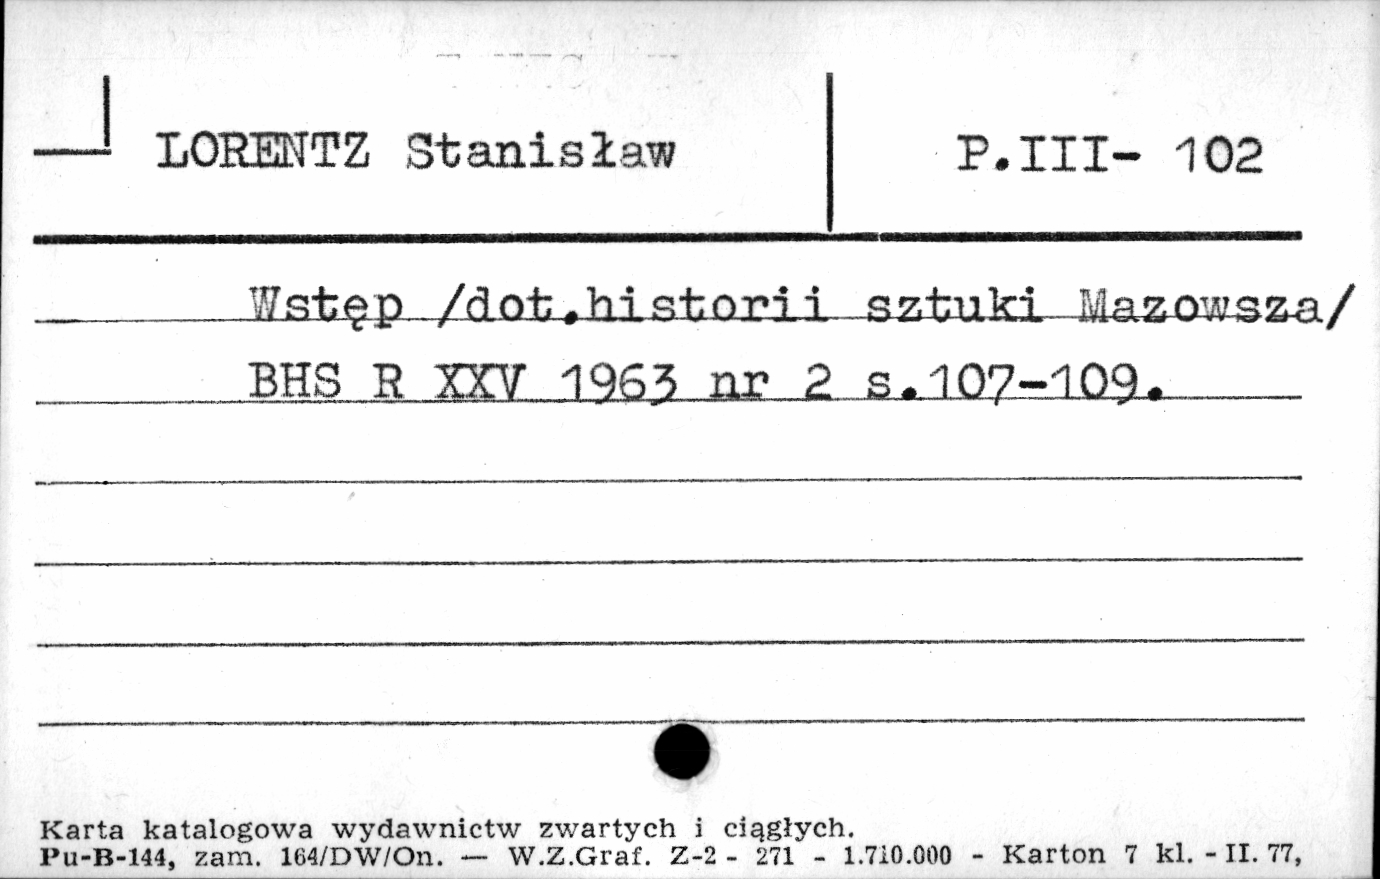 LORENTZ Stanisław
P.III- 102
Wstęp /dot.historii sztuki Mazowsza/
BHS R XXV 1963 nr 2 s.107-109.
Karta katalogowa wydawnictw zwartych i ciągłych.
Pu-B-144, zam. 164/DW/On. — W.Z.Graf. Z-2 - 271 - 1.710.000 - Karton 7 kl. - II. 77,